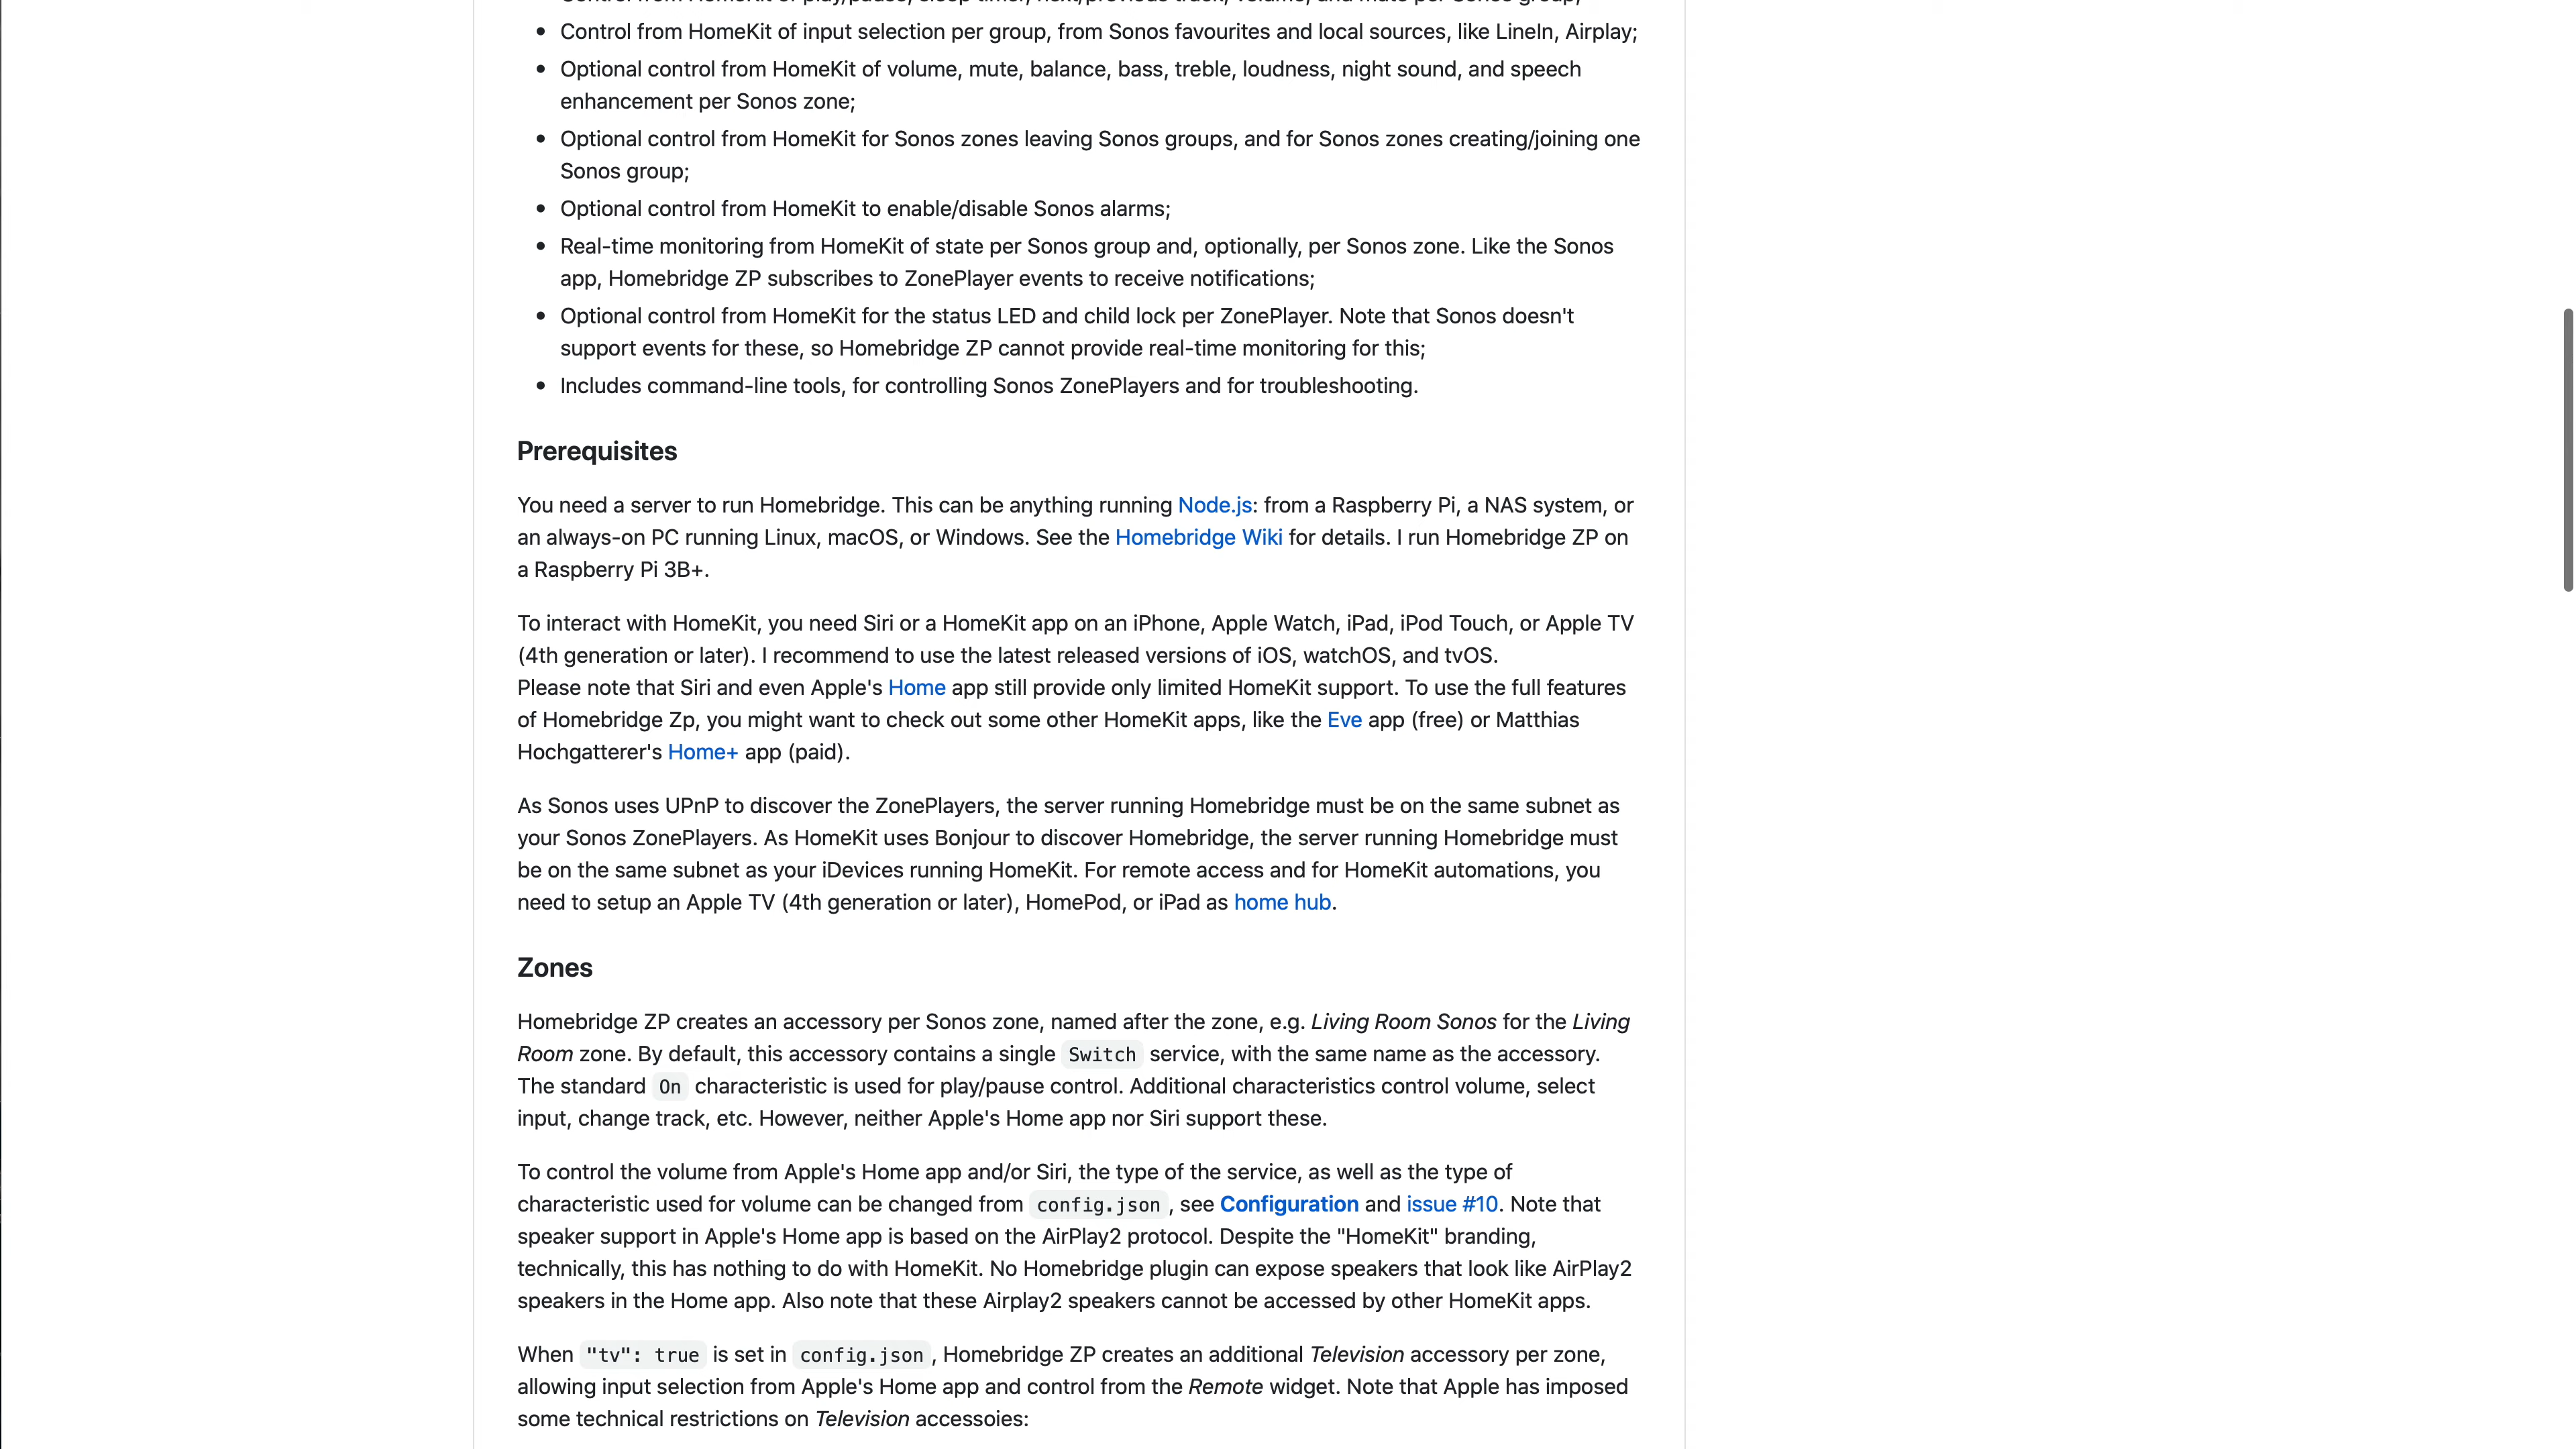 Control from HomeKit of play/pause, sleep timer, next/previous track, volume, and mute per Sonos group;
• Control from HomeKit of input selection per group, from Sonos favourites and local sources, like LineIn, Airplay;
• Optional control from HomeKit of volume, mute, balance, bass, treble, loudness, night sound, and speech
enhancement per Sonos zone;
• Optional control from HomeKit for Sonos zones leaving Sonos groups, and for Sonos zones creating/joining one
Sonos group;
• Optional control from HomeKit to enable/disable Sonos alarms;
• Real-time monitoring from HomeKit of state per Sonos group and, optionally, per Sonos zone. Like the Sonos
app, Homebridge ZP subscribes to ZonePlayer events to receive notifications;
• Optional control from HomeKit for the status LED and child lock per ZonePlayer. Note that Sonos doesn't
support events for these, so Homebridge ZP cannot provide real-time monitoring for this;
• Includes command-line tools, for controlling Sonos ZonePlayers and for troubleshooting.
Prerequisites
You need a server to run Homebridge. This can be anything running Node.js: from a Raspberry Pi, a NAS system, or
an always-on PC running Linux, macOS, or Windows. See the Homebridge Wiki for details. I run Homebridge ZP on
a Raspberry Pi 3B+.
To interact with HomeKit, you need Siri or a HomeKit app on an iPhone, Apple Watch, iPad, iPod Touch, or Apple TV
(4th generation or later). I recommend to use the latest released versions of iOS, watchOS, and tvOS.
Please note that Siri and even Apple's Home app still provide only limited HomeKit support. To use the full features
of Homebridge Zp, you might want to check out some other HomeKit apps, like the Eve app (free) or Matthias
Hochgatterer's Home+ app (paid).
As Sonos uses UPnP to discover the ZonePlayers, the server running Homebridge must be on the same subnet as
your Sonos ZonePlayers. As HomeKit uses Bonjour to discover Homebridge, the server running Homebridge must
be on the same subnet as your iDevices running HomeKit. For remote access and for HomeKit automations, you
need to setup an Apple TV (4th generation or later), HomePod, or iPad as home hub.
Zones
Homebridge ZP creates an accessory per Sonos zone, named after the zone, e.g. Living Room Sonos for the Living
Room zone. By default, this accessory contains a single Switch service, with the same name as the accessory.
The standard On characteristic is used for play/pause control. Additional characteristics control volume, select
input, change track, etc. However, neither Apple's Home app nor Siri support these.
To control the volume from Apple's Home app and/or Siri, the type of the service, as well as the type of
characteristic used for volume can be changed from config.json, see Configuration and issue #10. Note that
speaker support in Apple's Home app is based on the AirPlay2 protocol. Despite the "HomeKit" branding,
technically, this has nothing to do with HomeKit. No Homebridge plugin can expose speakers that look like AirPlay2
speakers in the Home app. Also note that these Airplay2 speakers cannot be accessed by other HomeKit apps.
When "tv": true is set in config.json, Homebridge ZP creates an additional Television accessory per zone,
allowing input selection from Apple's Home app and control from the Remote widget. Note that Apple has imposed
some technical restrictions on Television accessoies: